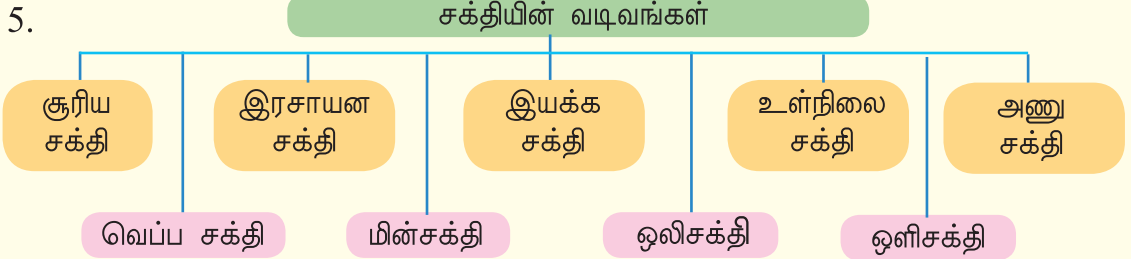 5.
சக்தியின் வடிவங்கள்
சூரிய
சக்தி
இரசாயன
சக்தி
இயக்க
சக்தி
உள்நிலை
சக்தி
அணு
சக்தி
வெப்ப சக்தி
மின்சக்தி
ஒலிசக்தி
ஒளிசக்தி